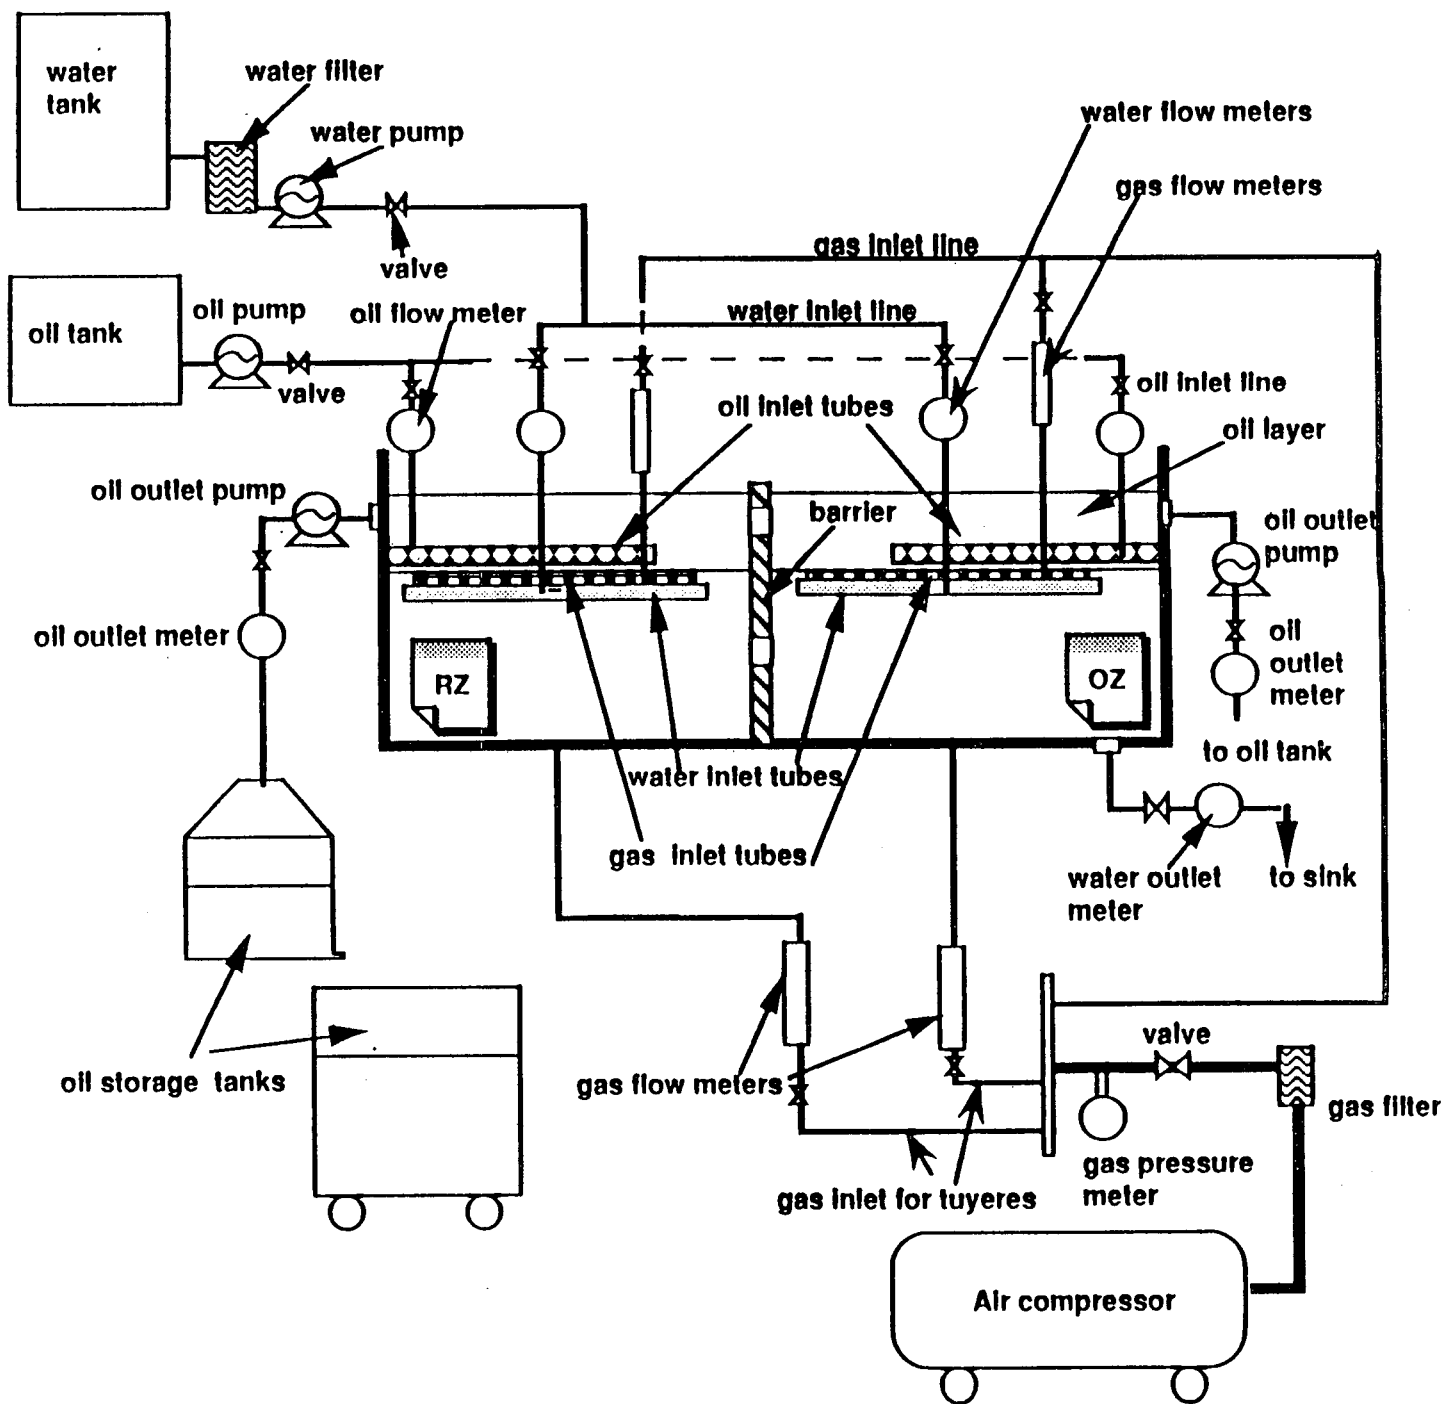 water
tank
water filter
water pump
water flow meters
gas flow meters
valve
gas inlet line
oil tank
oil pump
oil flow meter
water inlet line
valve
oil inlet line
oil inlet tubes
oil layer
oil outlet pump
barrier
oil outlet
pump
oil outlet meter
oil
outlet
meter
RZ
OZ
to oil tank
water inlet tubes
gas inlet tubes
water outlet
meter
to sink
oil storage tanks
gas flow meters
valve
gas filter
gas pressure
meter
gas inlet for tuyeres
Air compressor